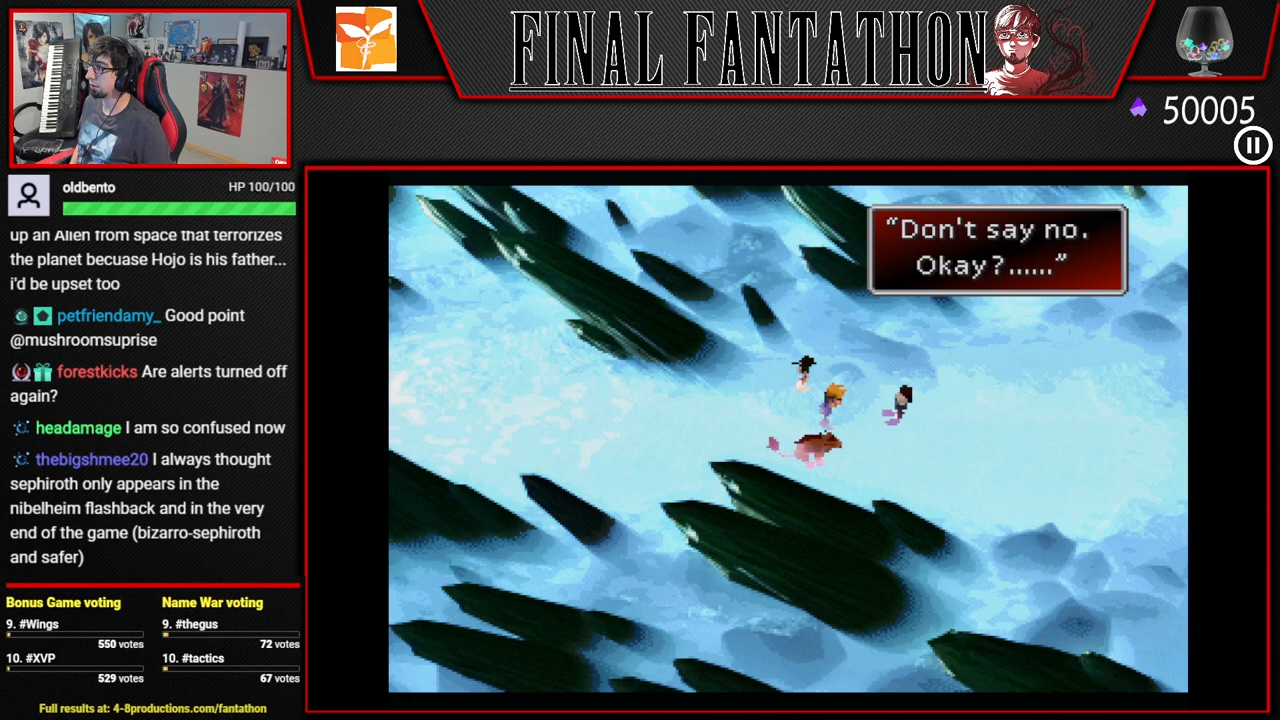 FINAL FANTATHON
50005
oldbento
HP 100/100
up an Alien from space that terrorizes
the planet becuase Hojo is his father...
i'd be upset too
petfriendamy_ Good point
@mushroomsuprise
forestkicks Are alerts turned off
again?
headamage I am so confused now
thebigshmee20 I always thought
sephiroth only appears in the
nibelheim flashback and in the very
end of the game (bizarro-sephiroth
and safer)
“Don't say no.
Okay?......”
Bonus Game voting
9. #Wings
550 votes
10. #XVP
529 votes
Name War voting
9. #thegus
72 votes
10. #tactics
67 votes
Full results at: 4-8productions.com/fantathon